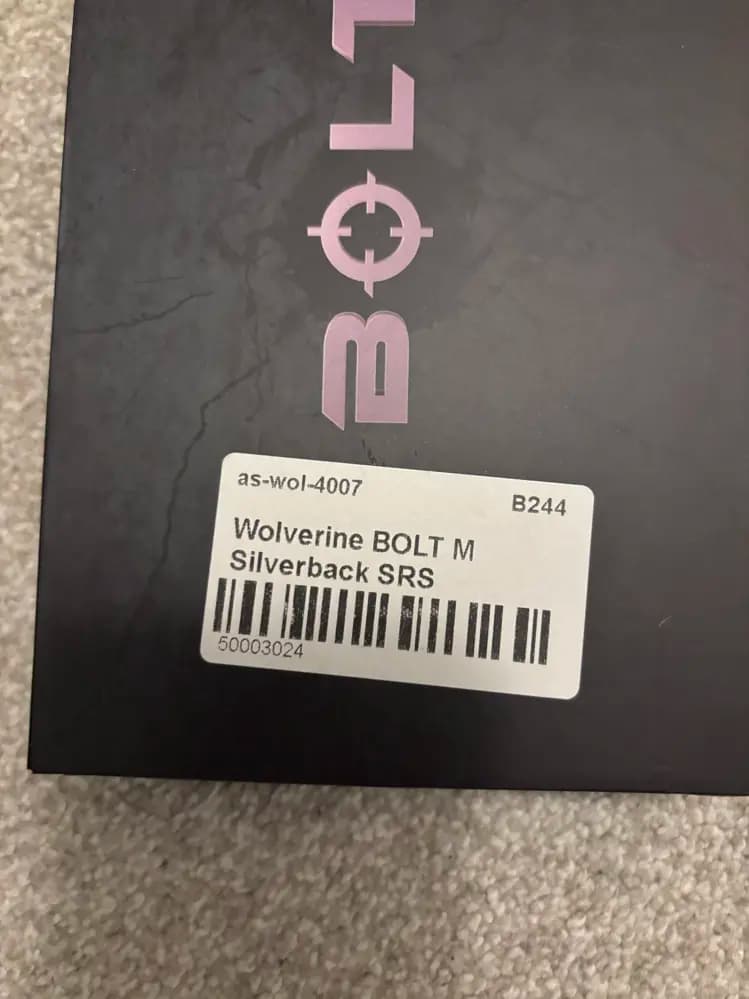 BOLT
as-wol-4007
B244
Wolverine BOLT M
Silverback SRS
50003024